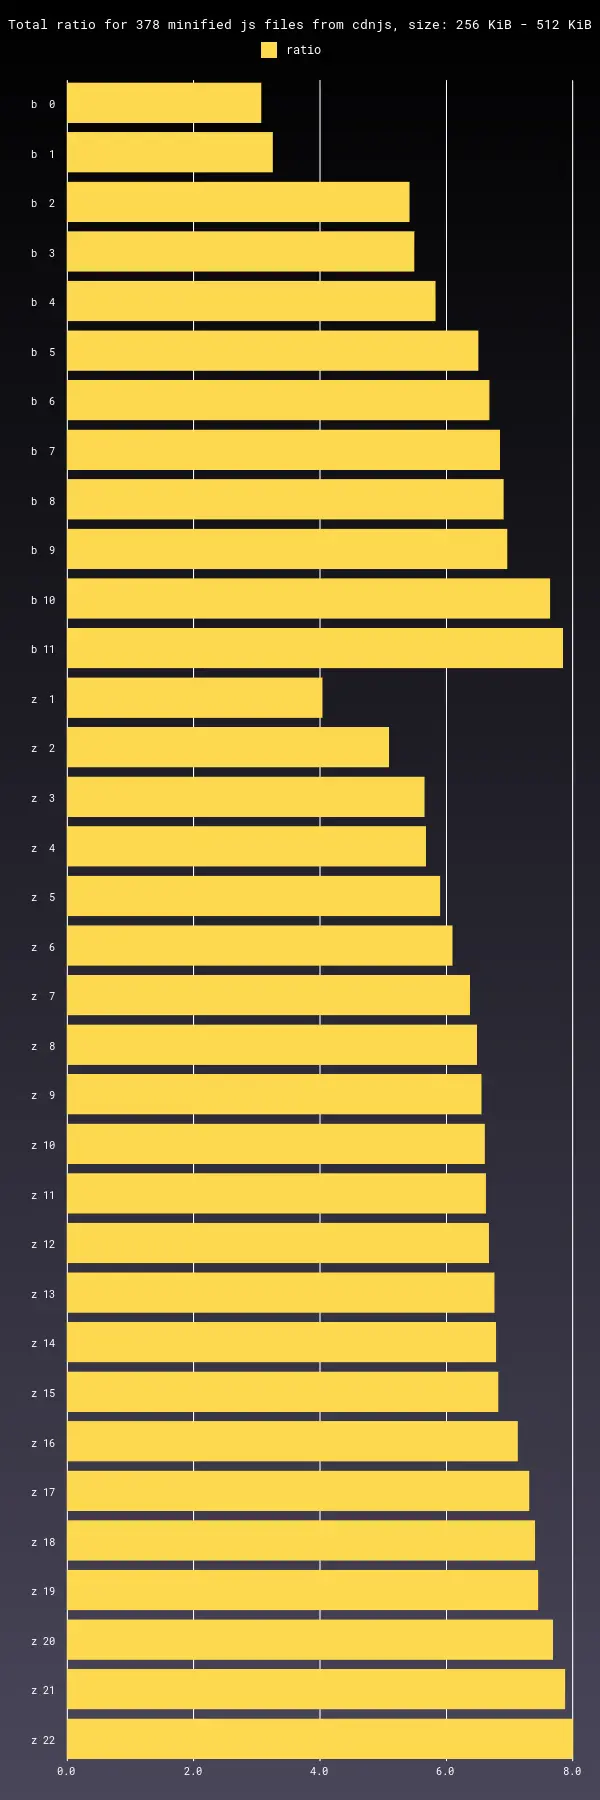 Total ratio for 378 minified js files from cdnjs, size: 256 KiB - 512 KiB
ratio
b 0
b 1
b 2
b 3
b 4
b 5
b 6
b 7
b 8
b 9
b 10
b 11
z 1
z 2
z 3
z 4
z 5
z 6
z 7
z 8
z 9
z 10
z 11
z 12
z 13
z 14
z 15
z 16
z 17
z 18
z 19
z 20
z 21
z 22
0.0 2.0 4.0 6.0 8.0